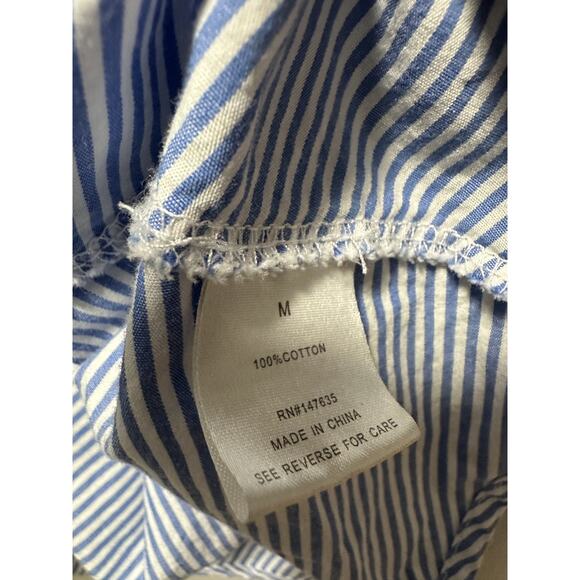 M
100%COTTON
RN#147635
MADE IN CHINA
SEE REVERSE FOR CARE